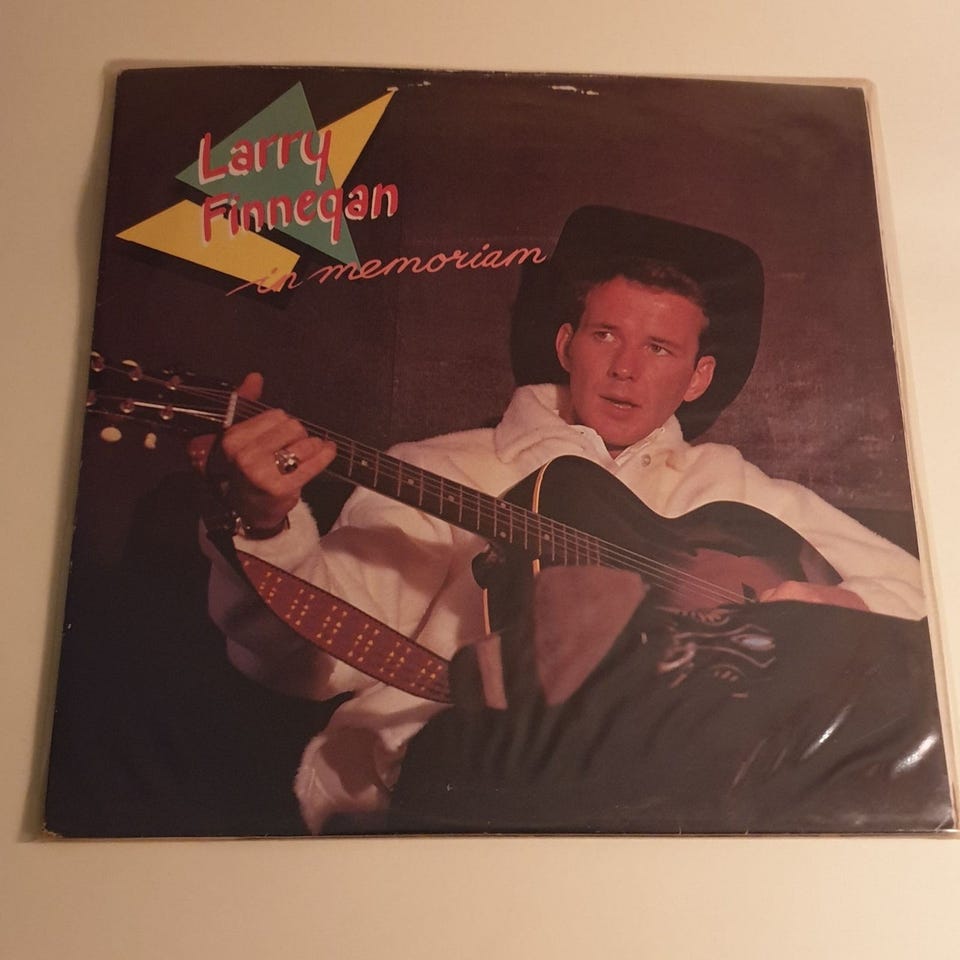 Larry
Finnegan
in memoriam